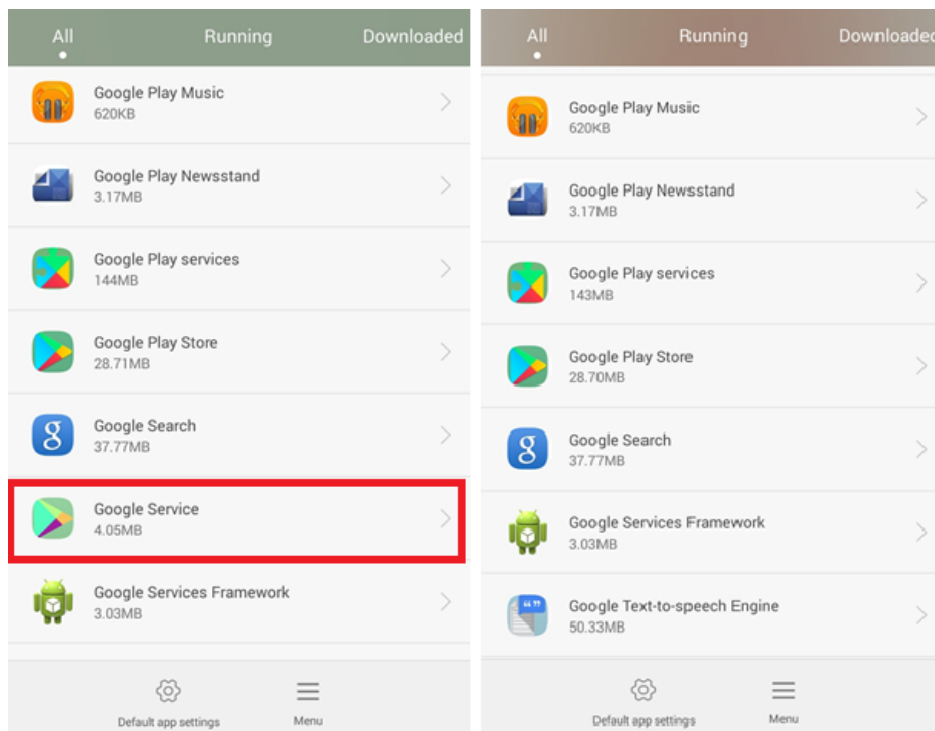 All Running Downloaded
Google Play Music
620KB
Google Play Newsstand
3.17MB
Google Play services
144MB
Google Play Store
28.71MB
Google Search
37.77MB
Google Service
4.05MB
Google Services Framework
3.03MB
Default app settings Menu
All Running Downloaded
Google Play Music
620KB
Google Play Newsstand
3.17MB
Google Play services
143MB
Google Play Store
28.70MB
Google Search
37.77MB
Google Services Framework
3.03MB
Google Text-to-speech Engine
50.33MB
Default app settings Menu